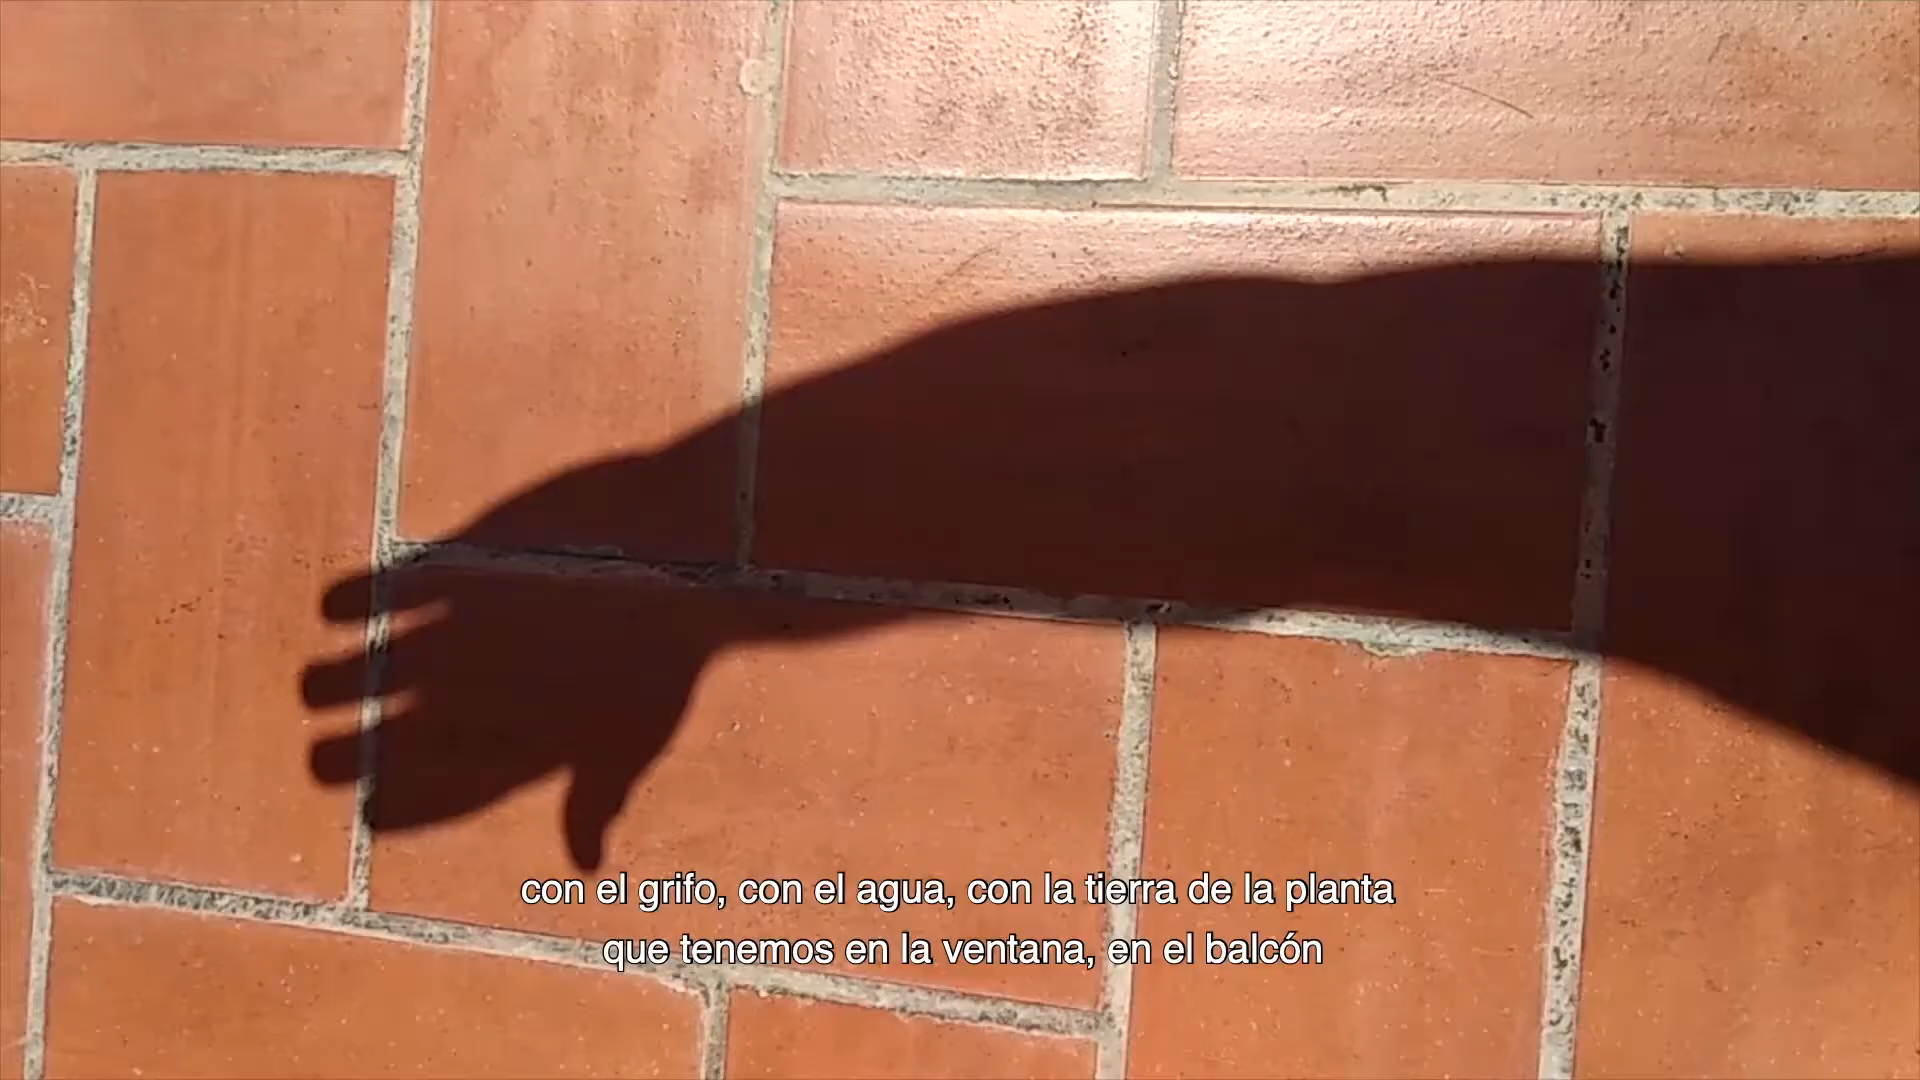 con el grifo, con el agua, con la tierra de la planta
que tenemos en la ventana, en el balcón